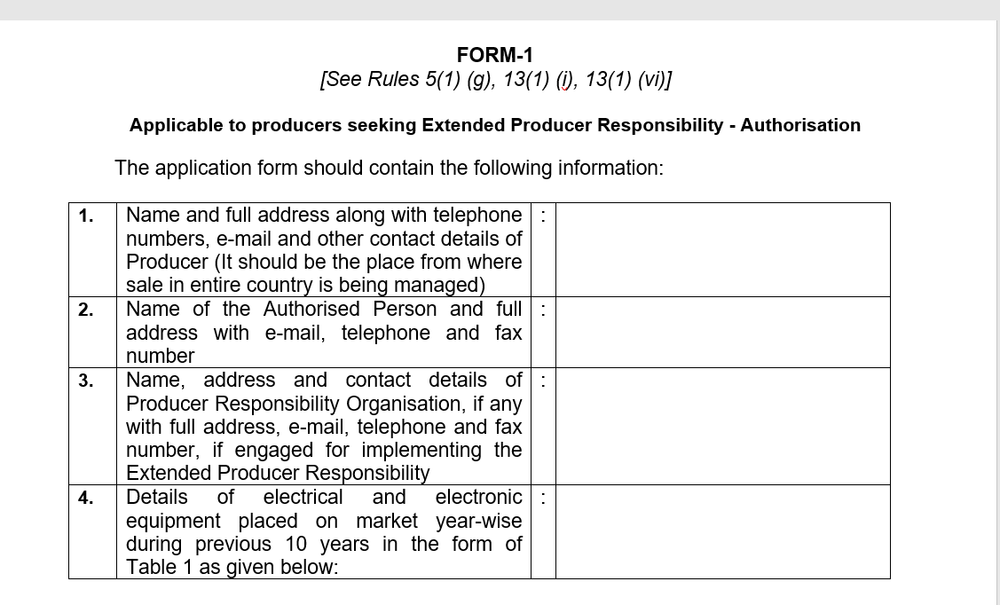 FORM-1
[See Rules 5(1) (g), 13(1) (i), 13(1) (vi)]
Applicable to producers seeking Extended Producer Responsibility - Authorisation
The application form should contain the following information:
1. Name and full address along with telephone :
numbers, e-mail and other contact details of
Producer (It should be the place from where
sale in entire country is being managed)
2. Name of the Authorised Person and full :
address with e-mail, telephone and fax
number
3. Name, address and contact details of :
Producer Responsibility Organisation, if any
with full address, e-mail, telephone and fax
number, if engaged for implementing the
Extended Producer Responsibility
4. Details of electrical and electronic :
equipment placed on market year-wise
during previous 10 years in the form of
Table 1 as given below: